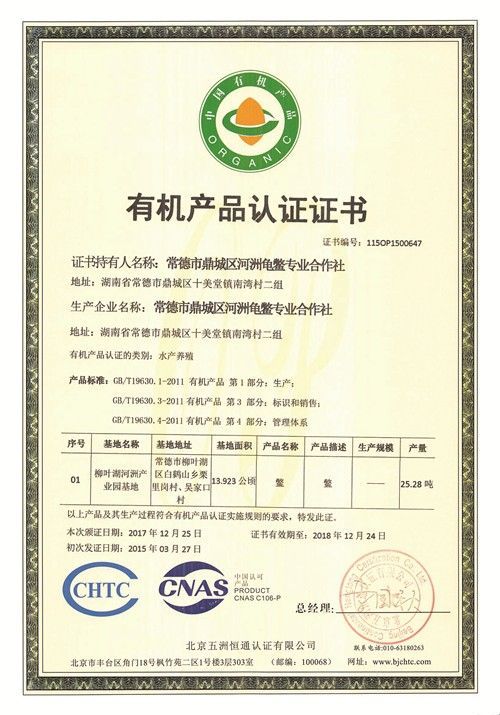 中国有机产品
ORGANIC
有机产品认证证书
证书编号：115OP1500647
证书持有人名称：常德市鼎城区河洲龟鳖专业合作社
地址：湖南省常德市鼎城区十美堂镇南湾村二组
生产企业名称：常德市鼎城区河洲龟鳖专业合作社
地址：湖南省常德市鼎城区十美堂镇南湾村二组
有机产品认证的类别：水产养殖
产品标准：GB/T19630.1-2011 有机产品 第 1 部分：生产；
GB/T19630.3-2011 有机产品 第 3 部分：标识和销售；
GB/T19630.4-2011 有机产品 第 4 部分：管理体系
序号 基地名称 基地地址 基地面积 产品名称 产品描述 生产规模 产量
01 柳叶湖河洲产业园基地 常德市柳叶湖区白鹤山乡栗里岗村、吴家口村 13.923 公顷 鳖 鳖 —— 25.28 吨
以上产品及其生产过程符合有机产品认证实施规则的要求，特发此证。
本次颁证日期：2017 年 12 月 25 日 证书有效期至：2018 年 12 月 24 日
初次发证日期：2015 年 03 月 27 日
CHTC
CNAS
中国认可
产品
PRODUCT
CNAS C106-P
总经理：
北京五洲恒通认证有限公司
联系电话:010-63180263
北京市丰台区角门18号枫竹苑二区1号楼3层303室 （邮编：100068） 网址：www.bjchtc.com